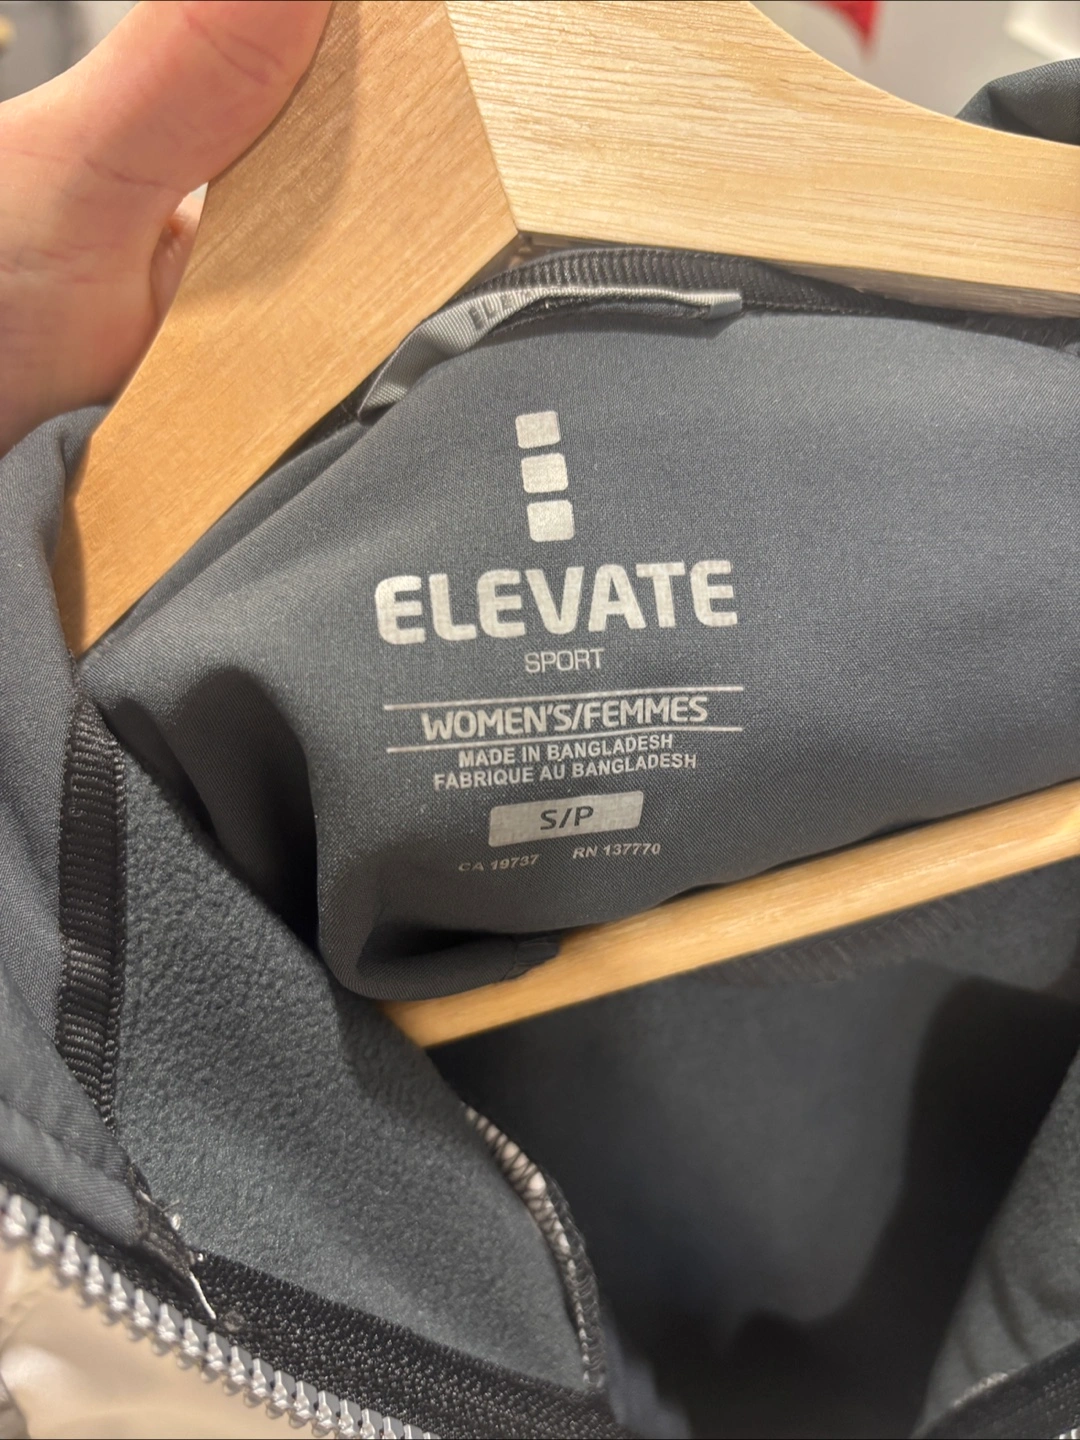 ELEVATE
SPORT
WOMEN'S/FEMMES
MADE IN BANGLADESH
FABRIQUE AU BANGLADESH
S/P
CA 19737 RN 137770